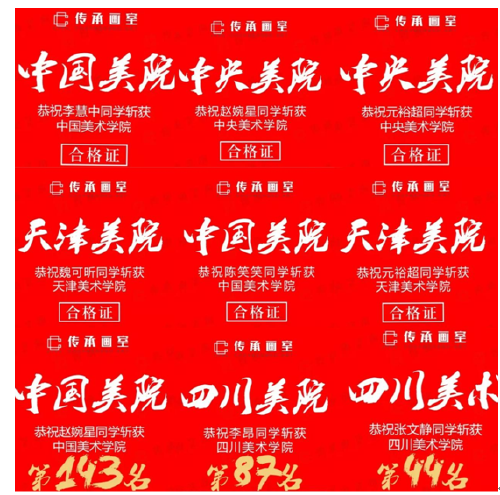 传承画室
中国美院
恭祝李慧中同学斩获
中国美术学院
合格证
传承画室
中央美院
恭祝赵婉星同学斩获
中央美术学院
合格证
传承画室
中央美院
恭祝元裕超同学斩获
中央美术学院
合格证
传承画室
天津美院
恭祝魏可昕同学斩获
天津美术学院
合格证
传承画室
中国美院
恭祝陈笑笑同学斩获
中国美术学院
合格证
传承画室
天津美院
恭祝元裕超同学斩获
天津美术学院
合格证
传承画室
中国美院
恭祝赵婉星同学斩获
中国美术学院
第143名
传承画室
四川美院
恭祝李昂同学斩获
四川美术学院
第87名
传承画室
四川美术
恭祝张文静同学斩获
四川美术学院
第44名